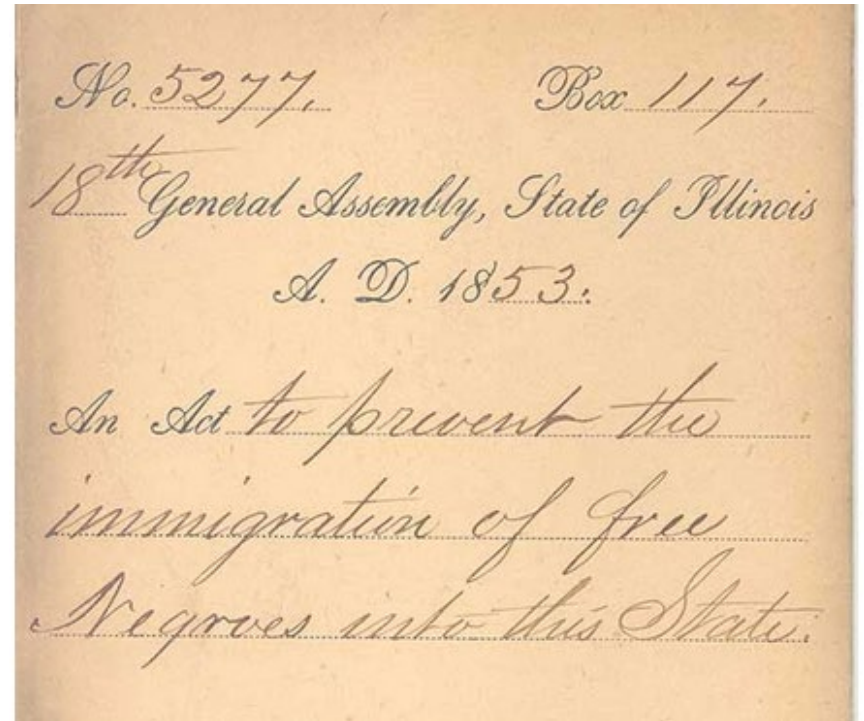 No. 5277. Box 117.
18th General Assembly, State of Illinois
A. D. 1853.
An Act to prevent the
immigration of free
Negroes into this State.